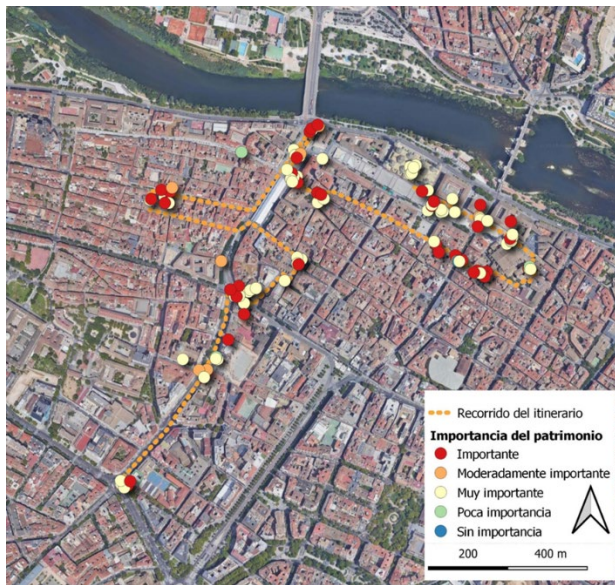 Recorrido del itinerario
Importancia del patrimonio
Importante
Moderadamente importante
Muy importante
Poca importancia
Sin importancia
200 400 m